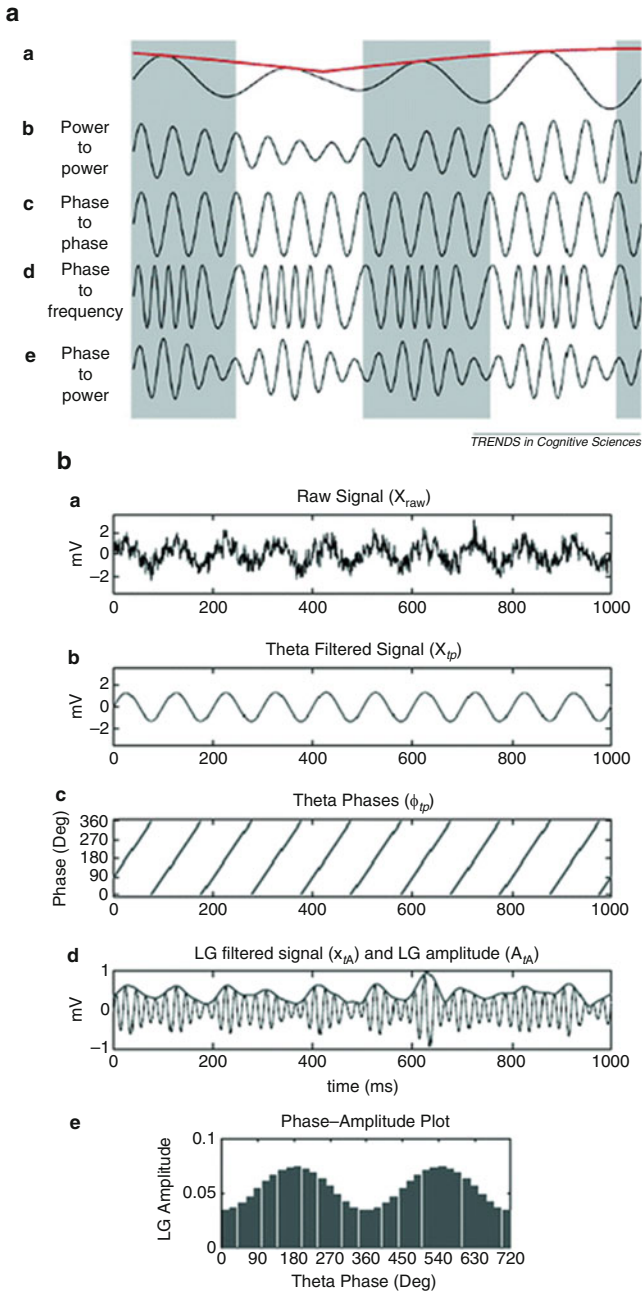 a
a
b Power
to
power
c Phase
to
phase
d Phase
to
frequency
e Phase
to
power
TRENDS in Cognitive Sciences
b
a Raw Signal (Xraw)
mV
2
0
−2
0 200 400 600 800 1000
b Theta Filtered Signal (Xtp)
mV
2
0
−2
0 200 400 600 800 1000
c Theta Phases (ϕtp)
Phase (Deg)
360
270
180
90
0
0 200 400 600 800 1000
d LG filtered signal (xtA) and LG amplitude (AtA)
mV
1
0
−1
0 200 400 600 800 1000
time (ms)
e Phase–Amplitude Plot
LG Amplitude
0.1
0.05
0
0 90 180 270 360 450 540 630 720
Theta Phase (Deg)